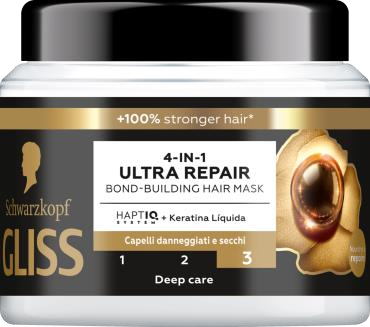 +100% stronger hair*
4-IN-1
ULTRA REPAIR
BOND-BUILDING HAIR MASK
HAPTIQ
SYSTEM
+ Keratina Líquida
Schwarzkopf
GLISS
Capelli danneggiati e secchi
1 2 3
Deep care